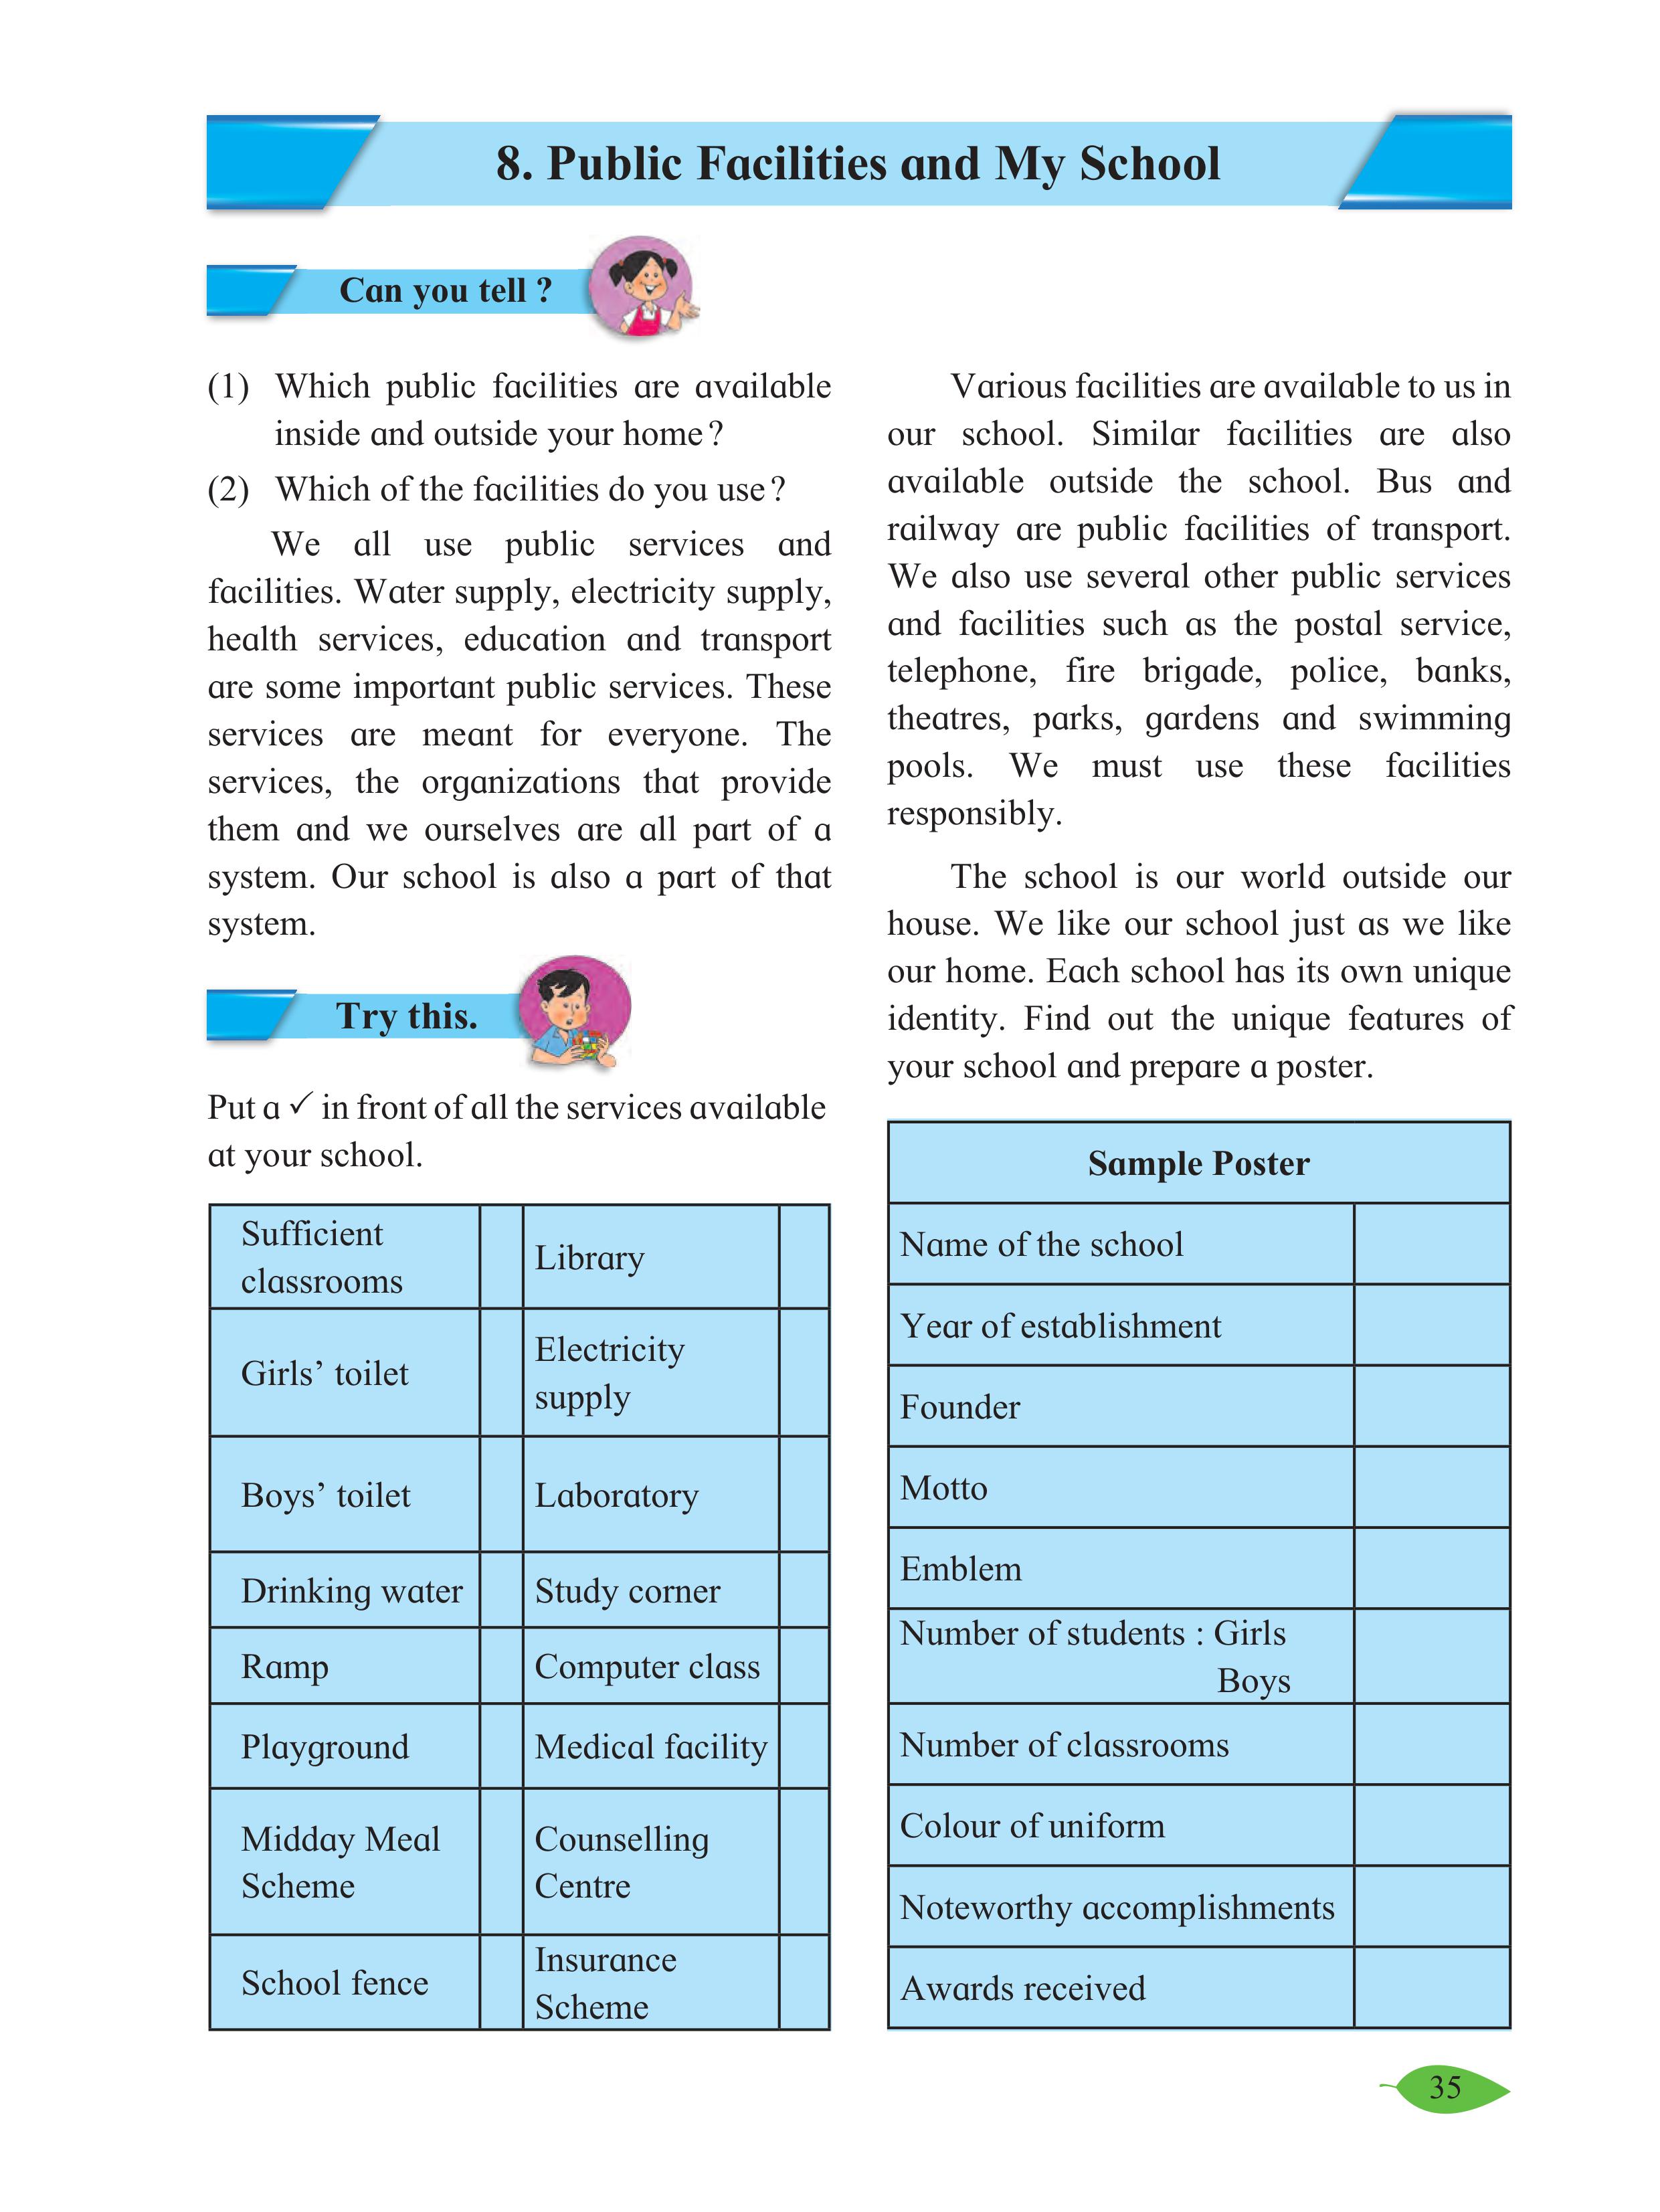 8. Public Facilities and My School
Can you tell ?
(1) Which public facilities are available
inside and outside your home?
(2) Which of the facilities do you use?
We all use public services and
facilities. Water supply, electricity supply,
health services, education and transport
are some important public services. These
services are meant for everyone. The
services, the organizations that provide
them and we ourselves are all part of a
system. Our school is also a part of that
system.
Try this.
Put a ✓ in front of all the services available
at your school.
Sufficient
classrooms
Library
Girls’ toilet
Electricity
supply
Boys’ toilet
Laboratory
Drinking water
Study corner
Ramp
Computer class
Playground
Medical facility
Midday Meal
Scheme
Counselling
Centre
School fence
Insurance
Scheme
Various facilities are available to us in
our school. Similar facilities are also
available outside the school. Bus and
railway are public facilities of transport.
We also use several other public services
and facilities such as the postal service,
telephone, fire brigade, police, banks,
theatres, parks, gardens and swimming
pools. We must use these facilities
responsibly.
The school is our world outside our
house. We like our school just as we like
our home. Each school has its own unique
identity. Find out the unique features of
your school and prepare a poster.
Sample Poster
Name of the school
Year of establishment
Founder
Motto
Emblem
Number of students : Girls
Boys
Number of classrooms
Colour of uniform
Noteworthy accomplishments
Awards received
35